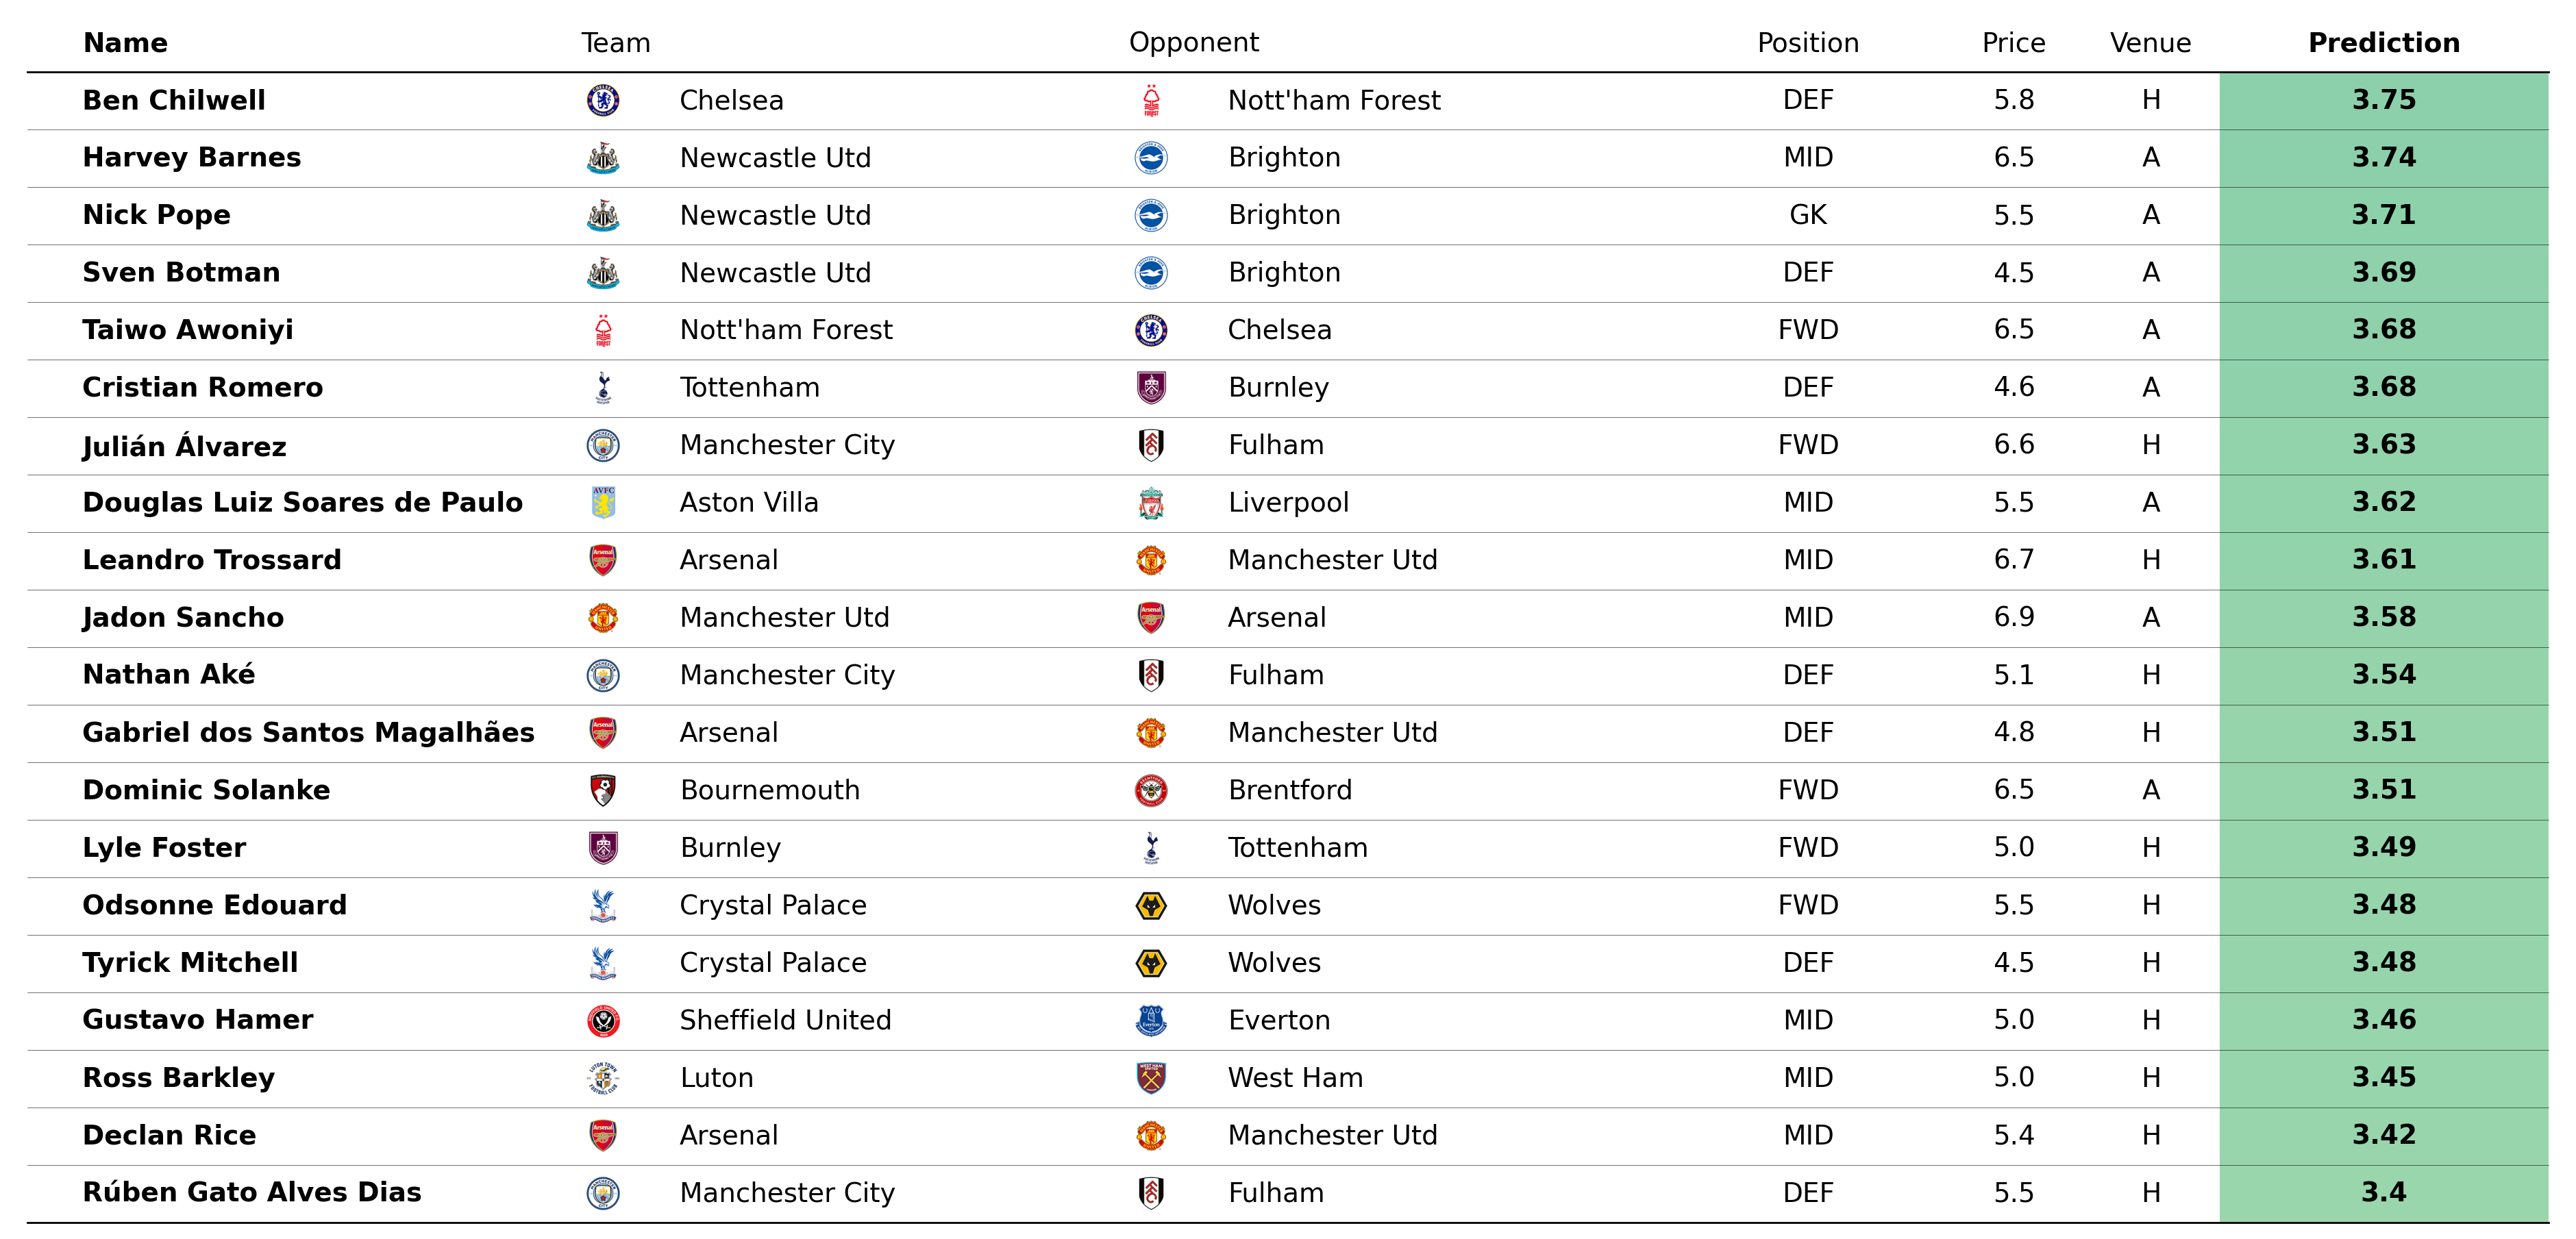 Name Team Opponent Position Price Venue Prediction
Ben Chilwell Chelsea Nott'ham Forest DEF 5.8 H 3.75
Harvey Barnes Newcastle Utd Brighton MID 6.5 A 3.74
Nick Pope Newcastle Utd Brighton GK 5.5 A 3.71
Sven Botman Newcastle Utd Brighton DEF 4.5 A 3.69
Taiwo Awoniyi Nott'ham Forest Chelsea FWD 6.5 A 3.68
Cristian Romero Tottenham Burnley DEF 4.6 A 3.68
Julián Álvarez Manchester City Fulham FWD 6.6 H 3.63
Douglas Luiz Soares de Paulo Aston Villa Liverpool MID 5.5 A 3.62
Leandro Trossard Arsenal Manchester Utd MID 6.7 H 3.61
Jadon Sancho Manchester Utd Arsenal MID 6.9 A 3.58
Nathan Aké Manchester City Fulham DEF 5.1 H 3.54
Gabriel dos Santos Magalhães Arsenal Manchester Utd DEF 4.8 H 3.51
Dominic Solanke Bournemouth Brentford FWD 6.5 A 3.51
Lyle Foster Burnley Tottenham FWD 5.0 H 3.49
Odsonne Edouard Crystal Palace Wolves FWD 5.5 H 3.48
Tyrick Mitchell Crystal Palace Wolves DEF 4.5 H 3.48
Gustavo Hamer Sheffield United Everton MID 5.0 H 3.46
Ross Barkley Luton West Ham MID 5.0 H 3.45
Declan Rice Arsenal Manchester Utd MID 5.4 H 3.42
Rúben Gato Alves Dias Manchester City Fulham DEF 5.5 H 3.4